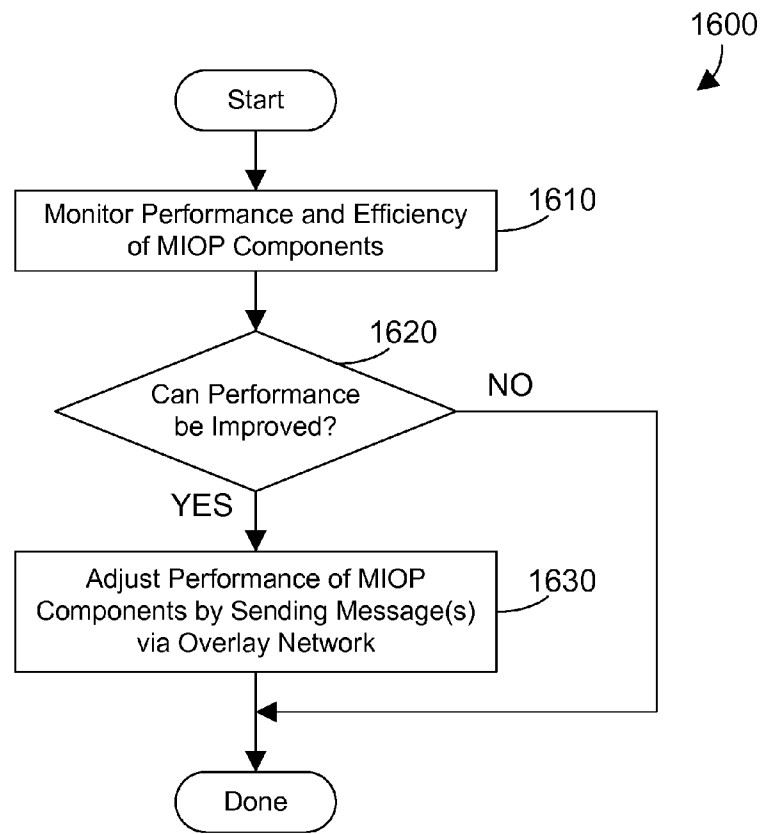 1600
Start
Monitor Performance and Efficiency
of MIOP Components
1610
1620
Can Performance
be Improved?
NO
YES
Adjust Performance of MIOP
Components by Sending Message(s)
via Overlay Network
1630
Done